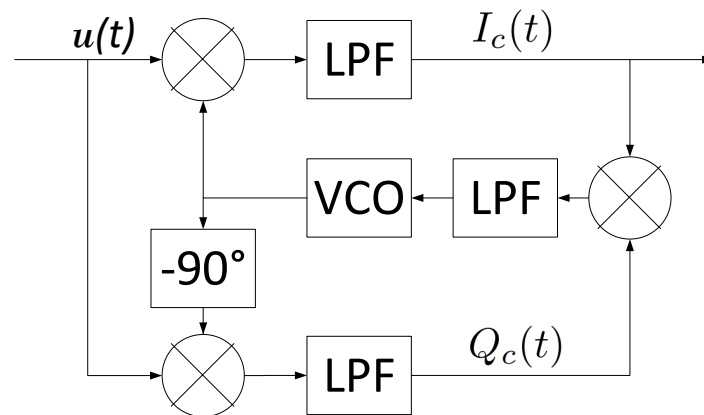 u(t)
LPF
I_c(t)
VCO
LPF
-90°
LPF
Q_c(t)